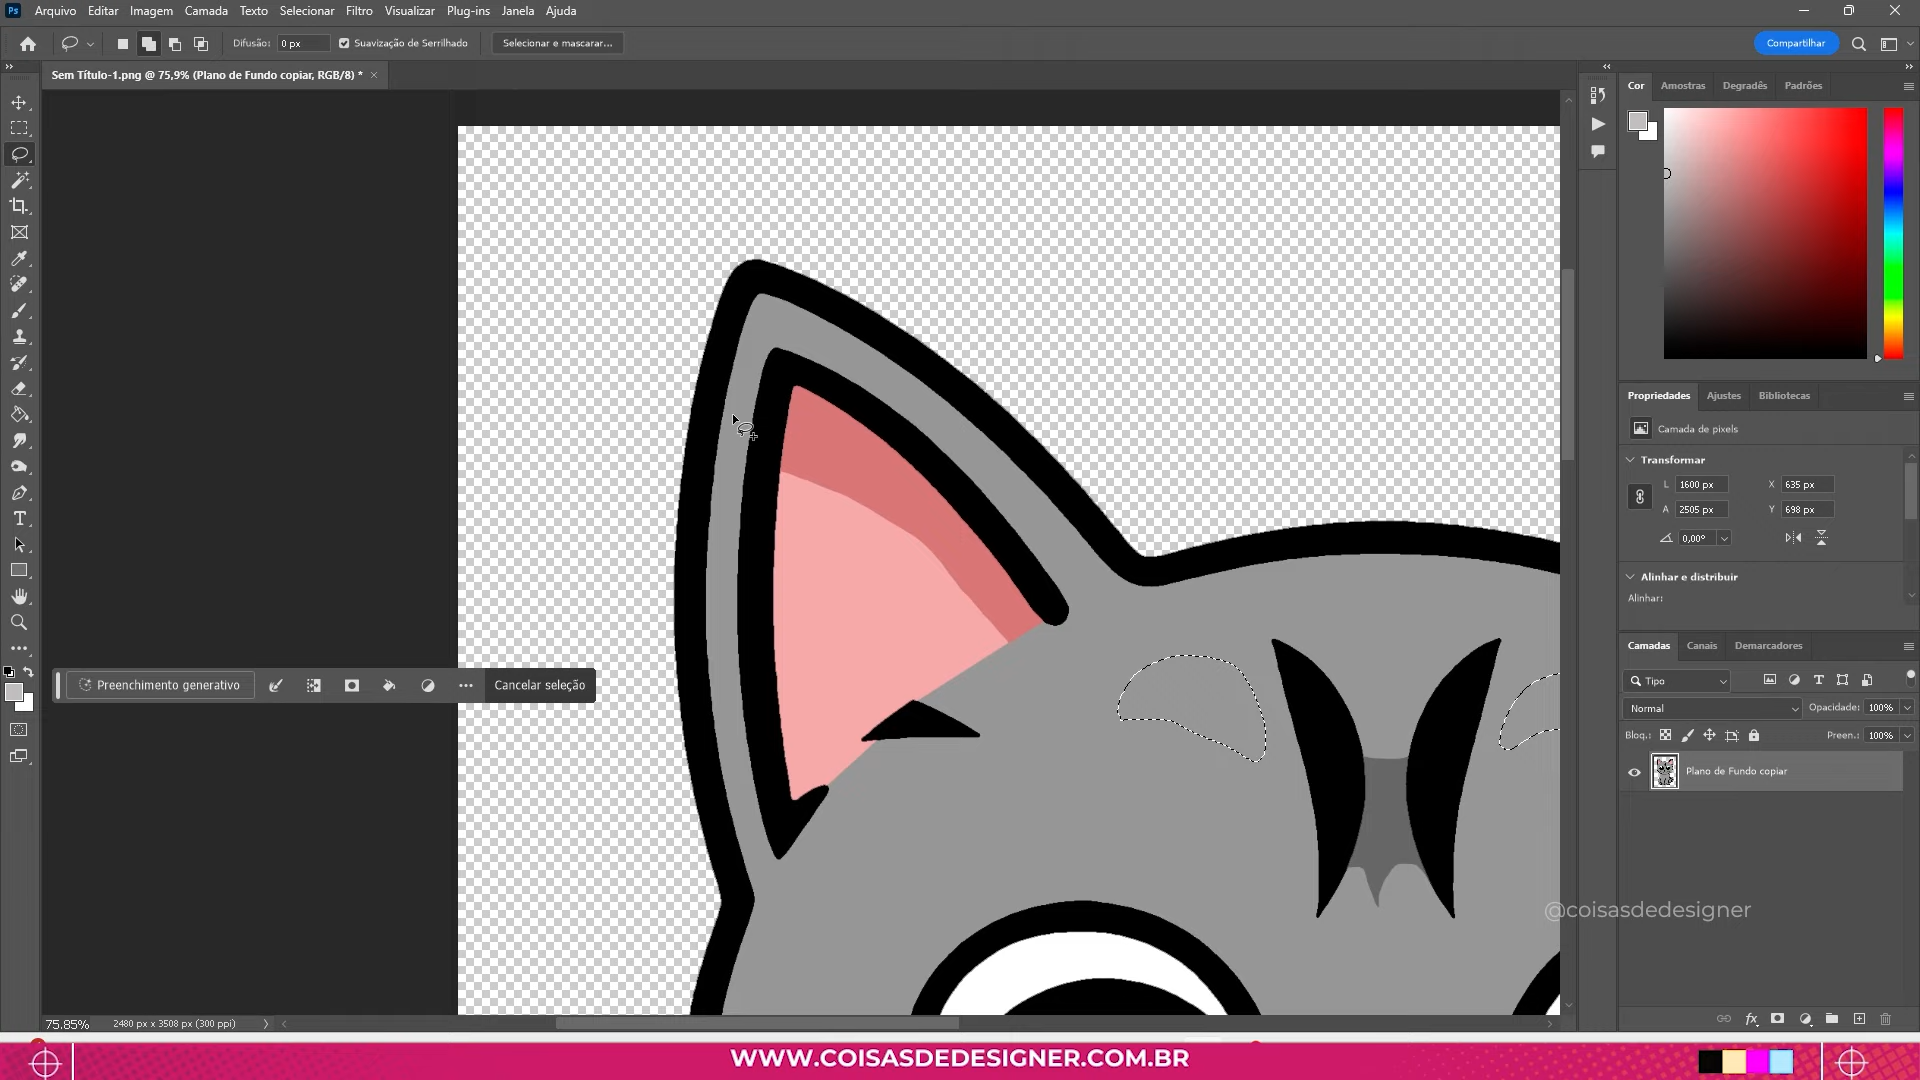 Ps Arquivo Editar Imagem Camada Texto Selecionar Filtro Visualizar Plug-ins Janela Ajuda
Difusão: 0 px Suavização de Serrilhado Selecionar e mascarar... Compartilhar
Sem Título-1.png @ 75,9% (Plano de Fundo copiar, RGB/8) *
Cor Amostras Degradês Padrões
Propriedades Ajustes Bibliotecas
Camada de pixels
Transformar
L 1600 px X 635 px
A 2505 px Y 698 px
0,00°
Alinhar e distribuir
Alinhar:
Camadas Canais Demarcadores
Tipo
Normal Opacidade: 100%
Bloq.: Preen.: 100%
Plano de Fundo copiar
Preenchimento generativo Cancelar seleção
@coisasdedesigner
75.85% 2480 px x 3508 px (300 ppi)
WWW.COISASDEDESIGNER.COM.BR